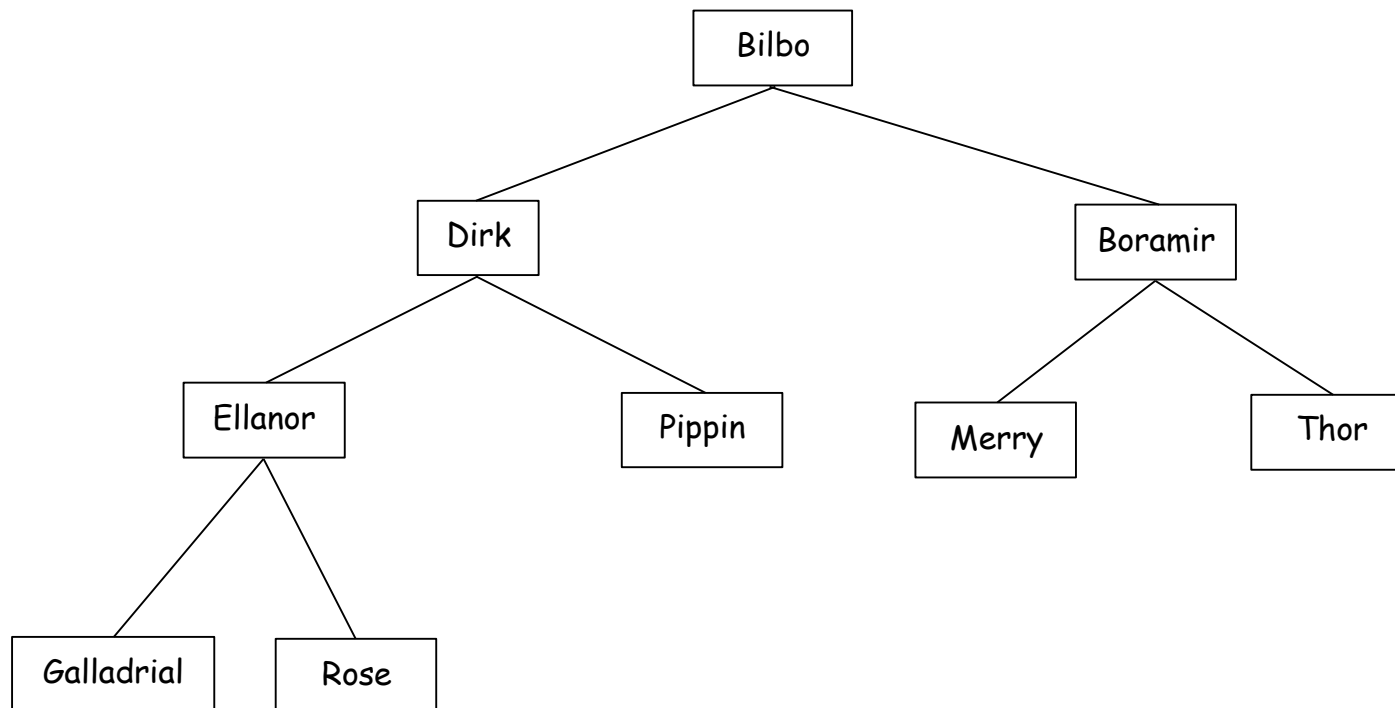 Bilbo
Dirk
Boramir
Ellanor
Pippin
Merry
Thor
Galladrial
Rose